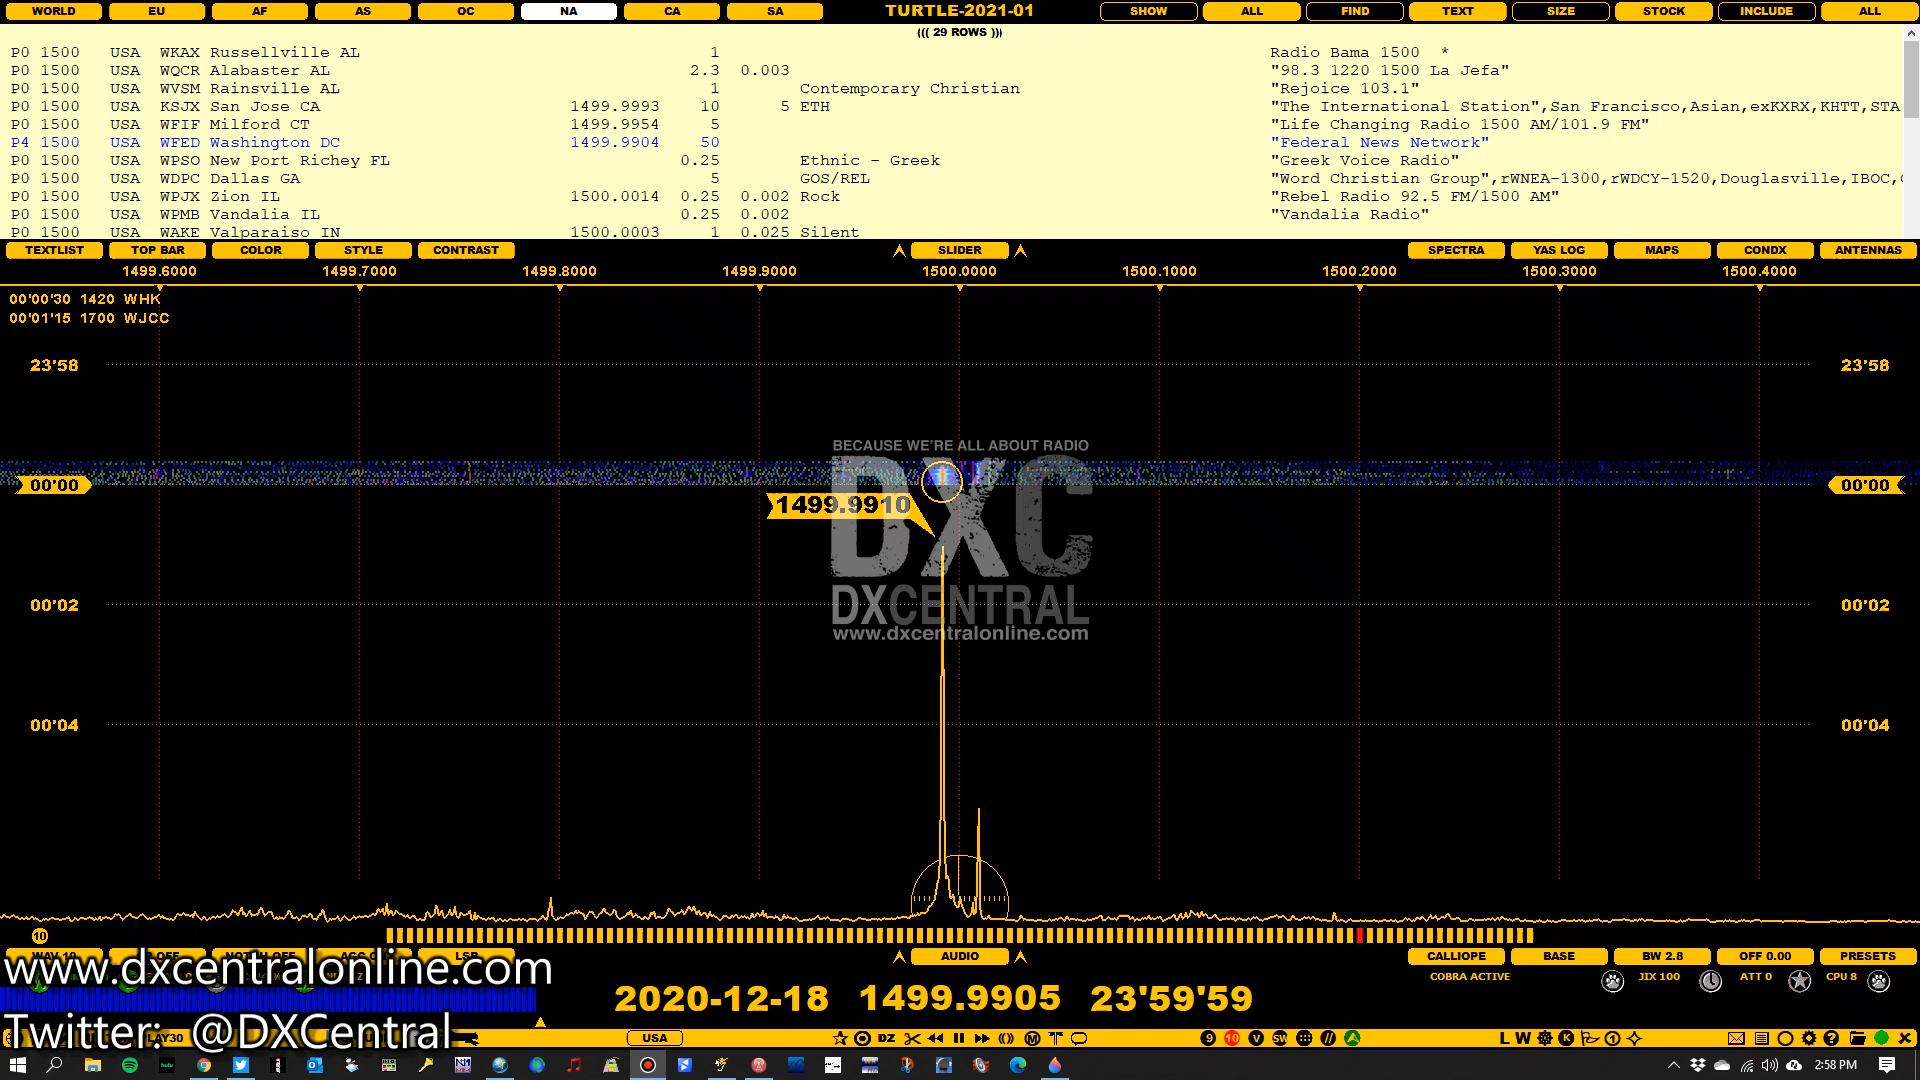 WORLD EU AF AS OC NA CA SA TURTLE-2021-01 SHOW ALL FIND TEXT SIZE STOCK INCLUDE ALL
((( 29 ROWS )))
P0 1500 USA WKAX Russellville AL 1 Radio Bama 1500 *
P0 1500 USA WQCR Alabaster AL 2.3 0.003 "98.3 1220 1500 La Jefa"
P0 1500 USA WVSM Rainsville AL 1 Contemporary Christian "Rejoice 103.1"
P0 1500 USA KSJX San Jose CA 1499.9993 10 5 ETH "The International Station",San Francisco,Asian,exKXRX,KHTT,STA
P0 1500 USA WFIF Milford CT 1499.9954 5 "Life Changing Radio 1500 AM/101.9 FM"
P4 1500 USA WFED Washington DC 1499.9904 50 "Federal News Network"
P0 1500 USA WPSO New Port Richey FL 0.25 Ethnic - Greek "Greek Voice Radio"
P0 1500 USA WDPC Dallas GA 5 GOS/REL "Word Christian Group",rWNEA-1300,rWDCY-1520,Douglasville,IBOC,
P0 1500 USA WPJX Zion IL 1500.0014 0.25 0.002 Rock "Rebel Radio 92.5 FM/1500 AM"
P0 1500 USA WPMB Vandalia IL 0.25 0.002 "Vandalia Radio"
P0 1500 USA WAKE Valparaiso IN 1500.0003 1 0.025 Silent
TEXTLIST TOP BAR COLOR STYLE CONTRAST SLIDER SPECTRA YAS LOG MAPS CONDX ANTENNAS
1499.6000 1499.7000 1499.8000 1499.9000 1500.0000 1500.1000 1500.2000 1500.3000 1500.4000
00'00'30 1420 WHK
00'01'15 1700 WJCC
23'58 23'58
BECAUSE WE'RE ALL ABOUT RADIO
00'00 00'00
DXC
1499.9910
DXCENTRAL
00'02 00'02
www.dxcentralonline.com
00'04 00'04
10
AUDIO CALLIOPE BASE BW 2.8 OFF 0.00 PRESETS
www.dxcentralonline.com
COBRA ACTIVE JIX 100 ATT 0 CPU 8
2020-12-18 1499.9905 23'59'59
Twitter: @DXCentral
USA DZ 9 10 V SW L W K
2:58 PM